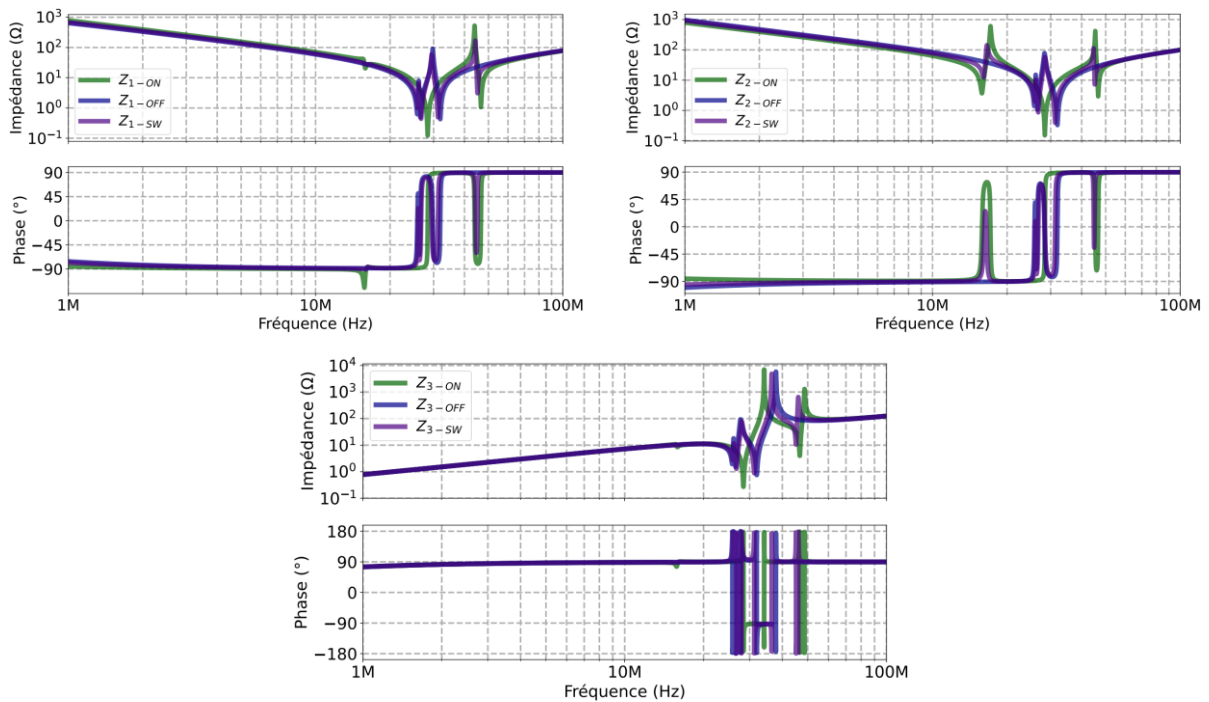 Impédance (Ω)
10³
10²
10¹
10⁰
10⁻¹
Z₁₋ON
Z₁₋OFF
Z₁₋SW
Phase (°)
90
45
0
−45
−90
1M
10M
100M
Fréquence (Hz)
Impédance (Ω)
10³
10²
10¹
10⁰
10⁻¹
Z₂₋ON
Z₂₋OFF
Z₂₋SW
Phase (°)
90
45
0
−45
−90
1M
10M
100M
Fréquence (Hz)
Impédance (Ω)
10⁴
10³
10²
10¹
10⁰
10⁻¹
Z₃₋ON
Z₃₋OFF
Z₃₋SW
Phase (°)
180
90
0
−90
−180
1M
10M
100M
Fréquence (Hz)